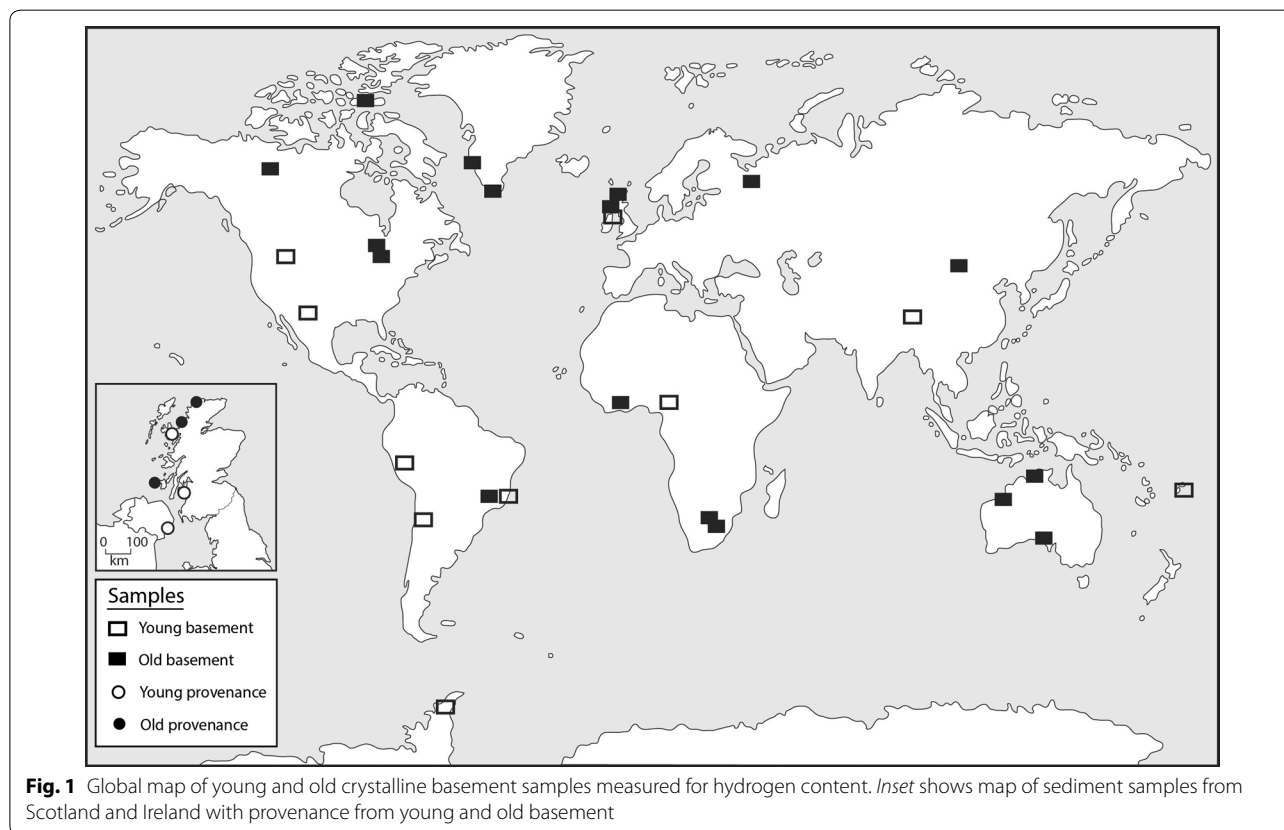 0 100
km
Samples
Young basement
Old basement
Young provenance
Old provenance
Fig. 1 Global map of young and old crystalline basement samples measured for hydrogen content. Inset shows map of sediment samples from
Scotland and Ireland with provenance from young and old basement